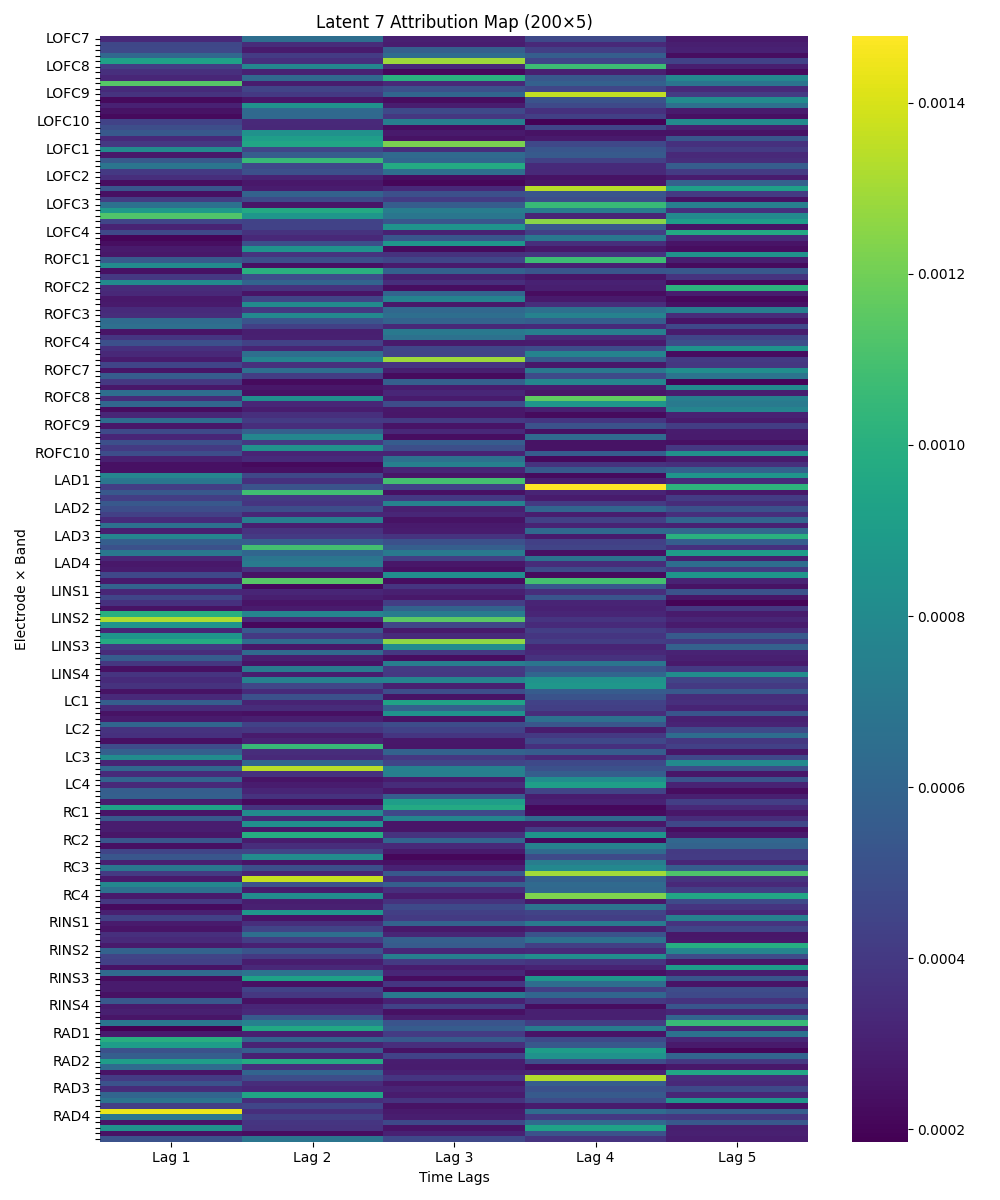 Latent 7 Attribution Map (200×5)
Electrode × Band
LOFC7
LOFC8
LOFC9
LOFC10
LOFC1
LOFC2
LOFC3
LOFC4
ROFC1
ROFC2
ROFC3
ROFC4
ROFC7
ROFC8
ROFC9
ROFC10
LAD1
LAD2
LAD3
LAD4
LINS1
LINS2
LINS3
LINS4
LC1
LC2
LC3
LC4
RC1
RC2
RC3
RC4
RINS1
RINS2
RINS3
RINS4
RAD1
RAD2
RAD3
RAD4
Lag 1 Lag 2 Lag 3 Lag 4 Lag 5
Time Lags
0.0014
0.0012
0.0010
0.0008
0.0006
0.0004
0.0002